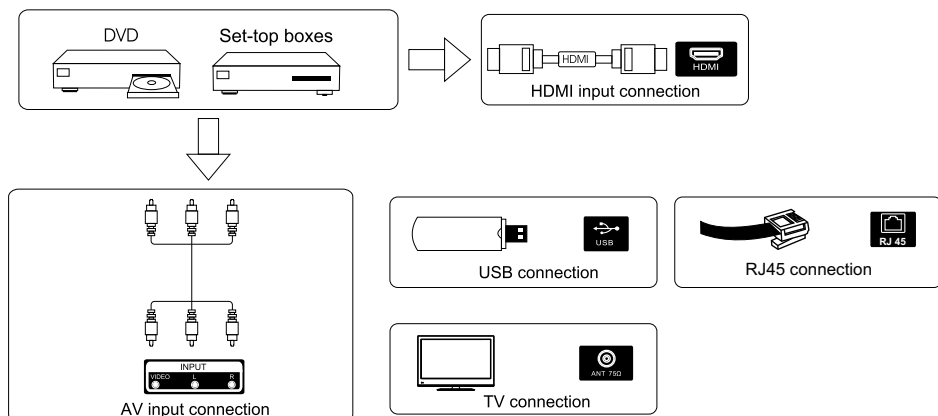 DVD
Set-top boxes
HDMI
HDMI
HDMI input connection
INPUT
VIDEO L R
AV input connection
USB
USB connection
RJ 45
RJ45 connection
ANT 75Ω
TV connection